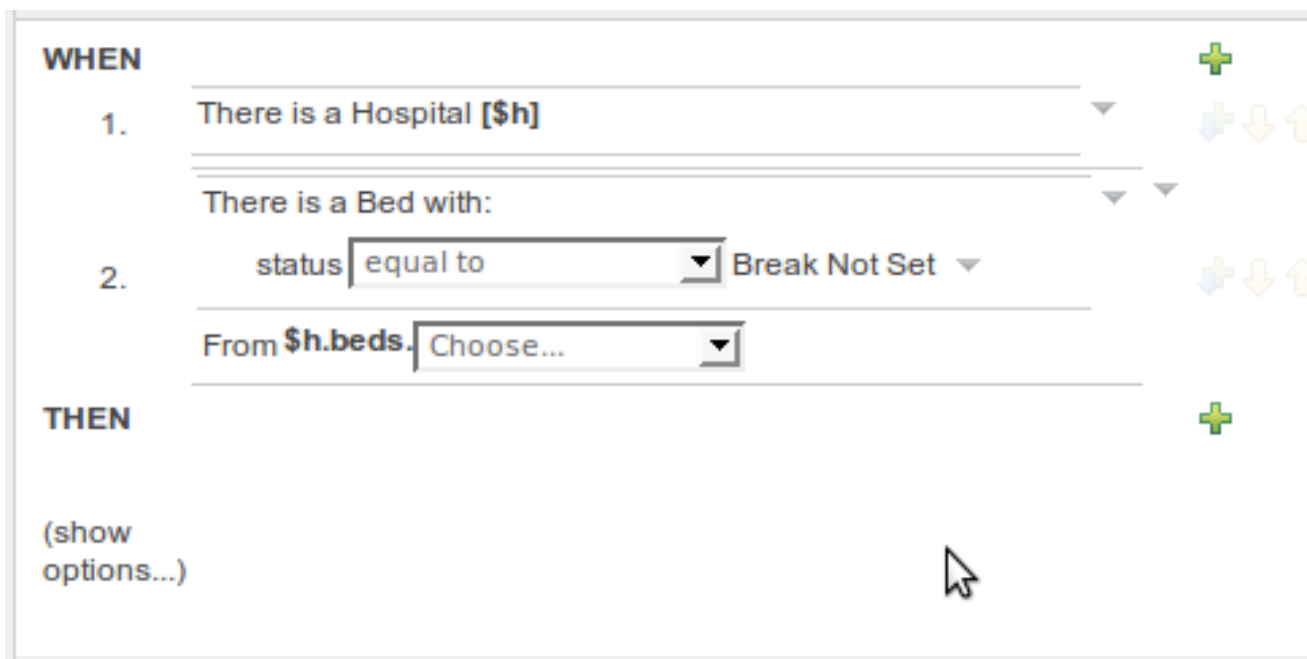 WHEN
1. There is a Hospital [$h]
There is a Bed with:
2. status equal to Break Not Set
From $h.beds. Choose...
THEN
(show
options...)